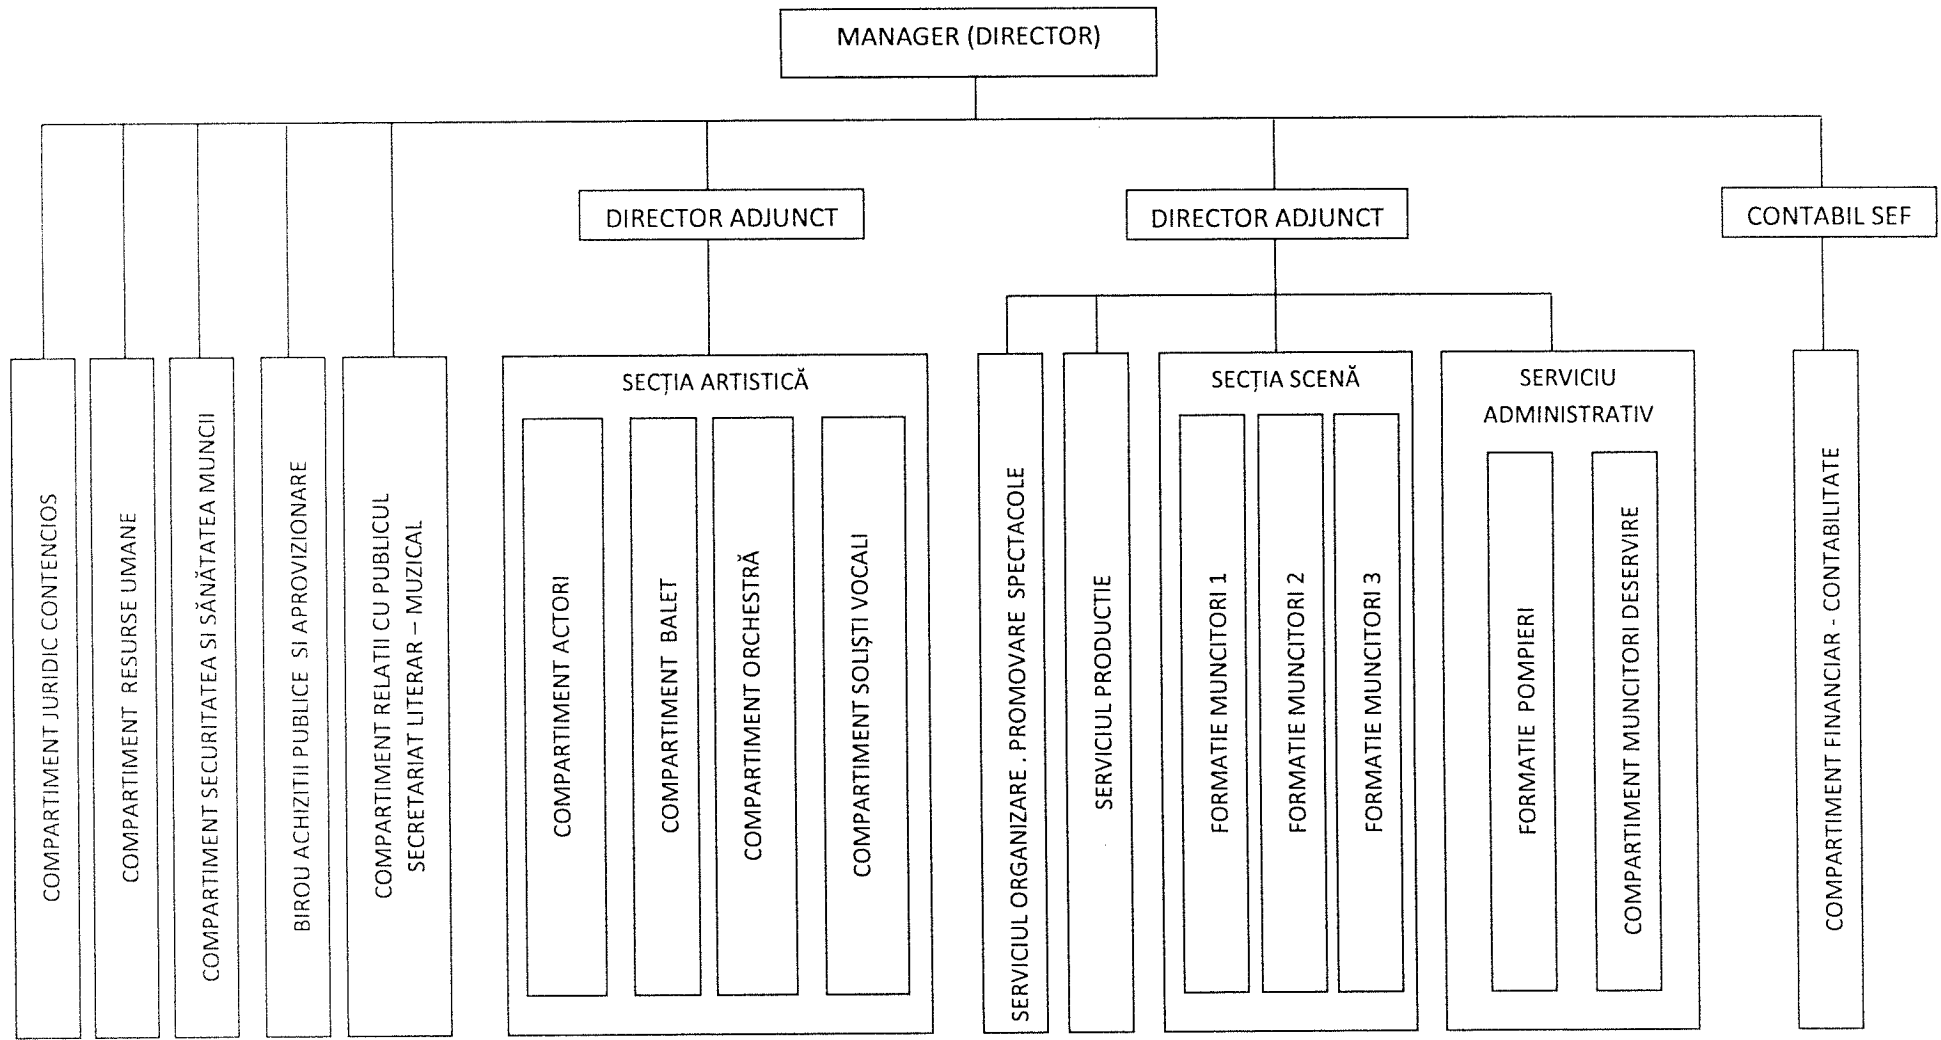 MANAGER (DIRECTOR)
DIRECTOR ADJUNCT
DIRECTOR ADJUNCT
CONTABIL SEF
COMPARTIMENT JURIDIC CONTENCIOS
COMPARTIMENT RESURSE UMANE
COMPARTIMENT SECURITATEA SI SĂNĂTATEA MUNCII
BIROU ACHIZITII PUBLICE SI APROVIZIONARE
COMPARTIMENT RELATII CU PUBLICUL
SECRETARIAT LITERAR – MUZICAL
SECȚIA ARTISTICĂ
COMPARTIMENT ACTORI
COMPARTIMENT BALET
COMPARTIMENT ORCHESTRĂ
COMPARTIMENT SOLIȘTI VOCALI
SERVICIUL ORGANIZARE . PROMOVARE SPECTACOLE
SERVICIUL PRODUCTIE
SECȚIA SCENĂ
FORMATIE MUNCITORI 1
FORMATIE MUNCITORI 2
FORMATIE MUNCITORI 3
SERVICIU
ADMINISTRATIV
FORMATIE POMPIERI
COMPARTIMENT MUNCITORI DESERVIRE
COMPARTIMENT FINANCIAR - CONTABILITATE